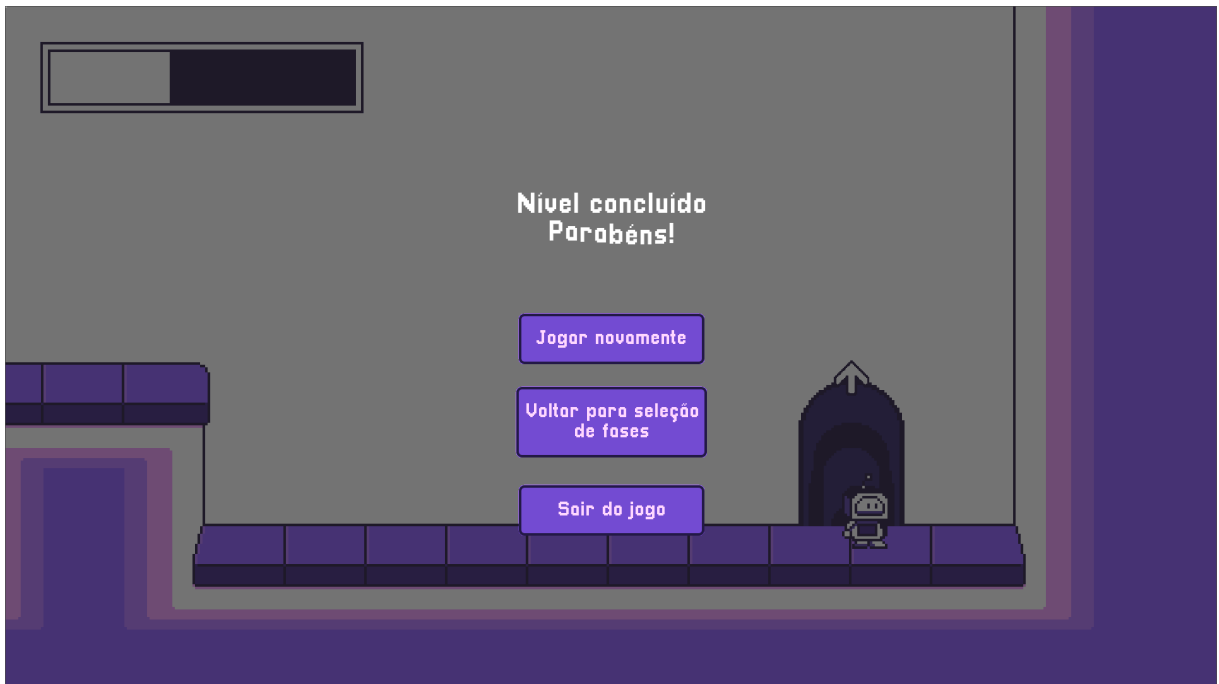 Nível concluído
Parabéns!
Jogar novamente
Voltar para seleção
de fases
Sair do jogo